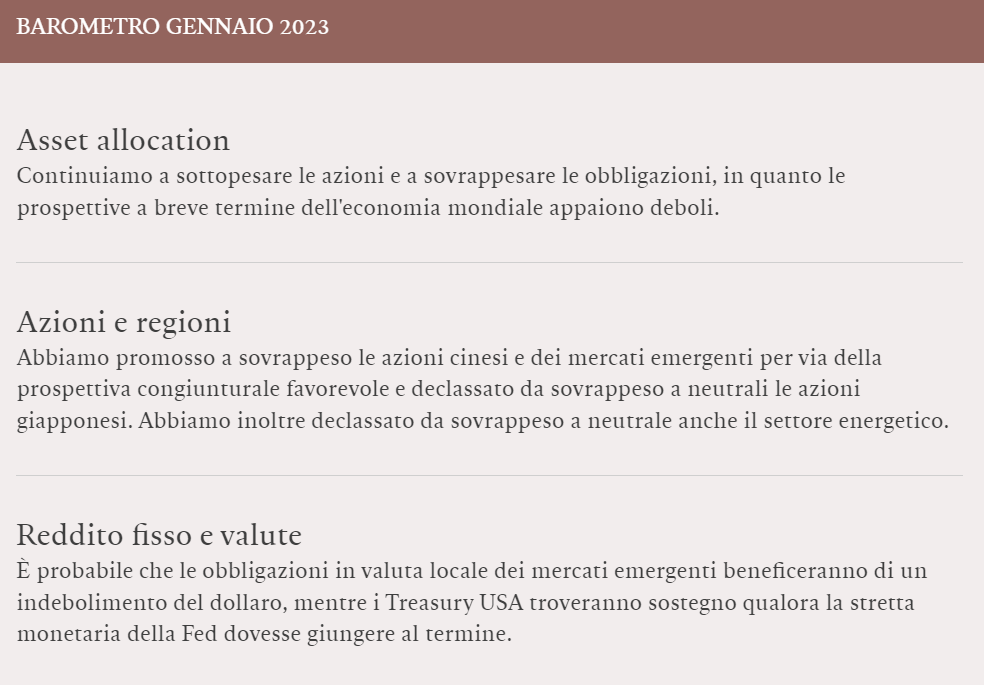 BAROMETRO GENNAIO 2023
Asset allocation
Continuiamo a sottopesare le azioni e a sovrappesare le obbligazioni, in quanto le
prospettive a breve termine dell'economia mondiale appaiono deboli.
Azioni e regioni
Abbiamo promosso a sovrappeso le azioni cinesi e dei mercati emergenti per via della
prospettiva congiunturale favorevole e declassato da sovrappeso a neutrali le azioni
giapponesi. Abbiamo inoltre declassato da sovrappeso a neutrale anche il settore energetico.
Reddito fisso e valute
È probabile che le obbligazioni in valuta locale dei mercati emergenti beneficeranno di un
indebolimento del dollaro, mentre i Treasury USA troveranno sostegno qualora la stretta
monetaria della Fed dovesse giungere al termine.